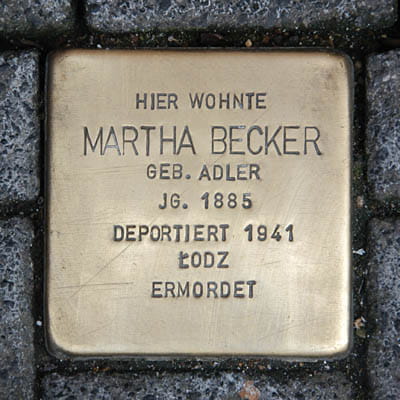 HIER WOHNTE
MARTHA BECKER
GEB. ADLER
JG. 1885
DEPORTIERT 1941
ŁODZ
ERMORDET